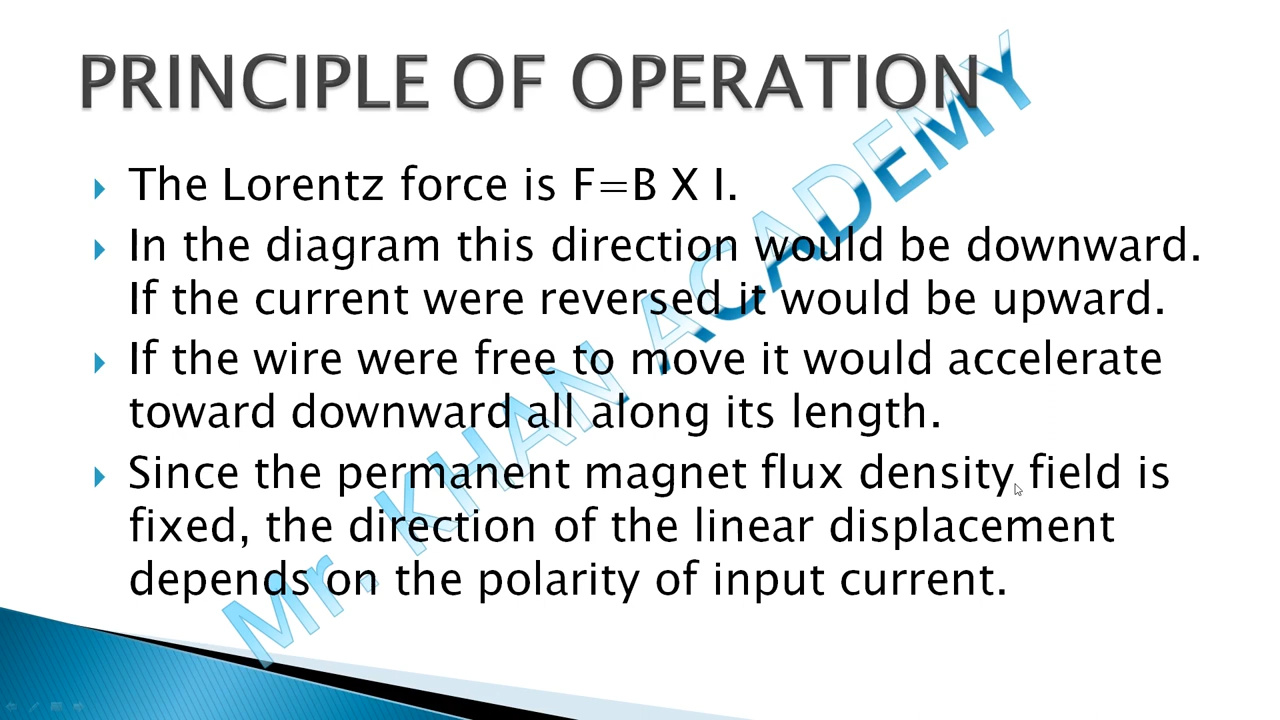 PRINCIPLE OF OPERATION
The Lorentz force is F=B X I.
In the diagram this direction would be downward.
If the current were reversed it would be upward.
If the wire were free to move it would accelerate
toward downward all along its length.
Since the permanent magnet flux density field is
fixed, the direction of the linear displacement
depends on the polarity of input current.
Mr. KHAN ACADEMY